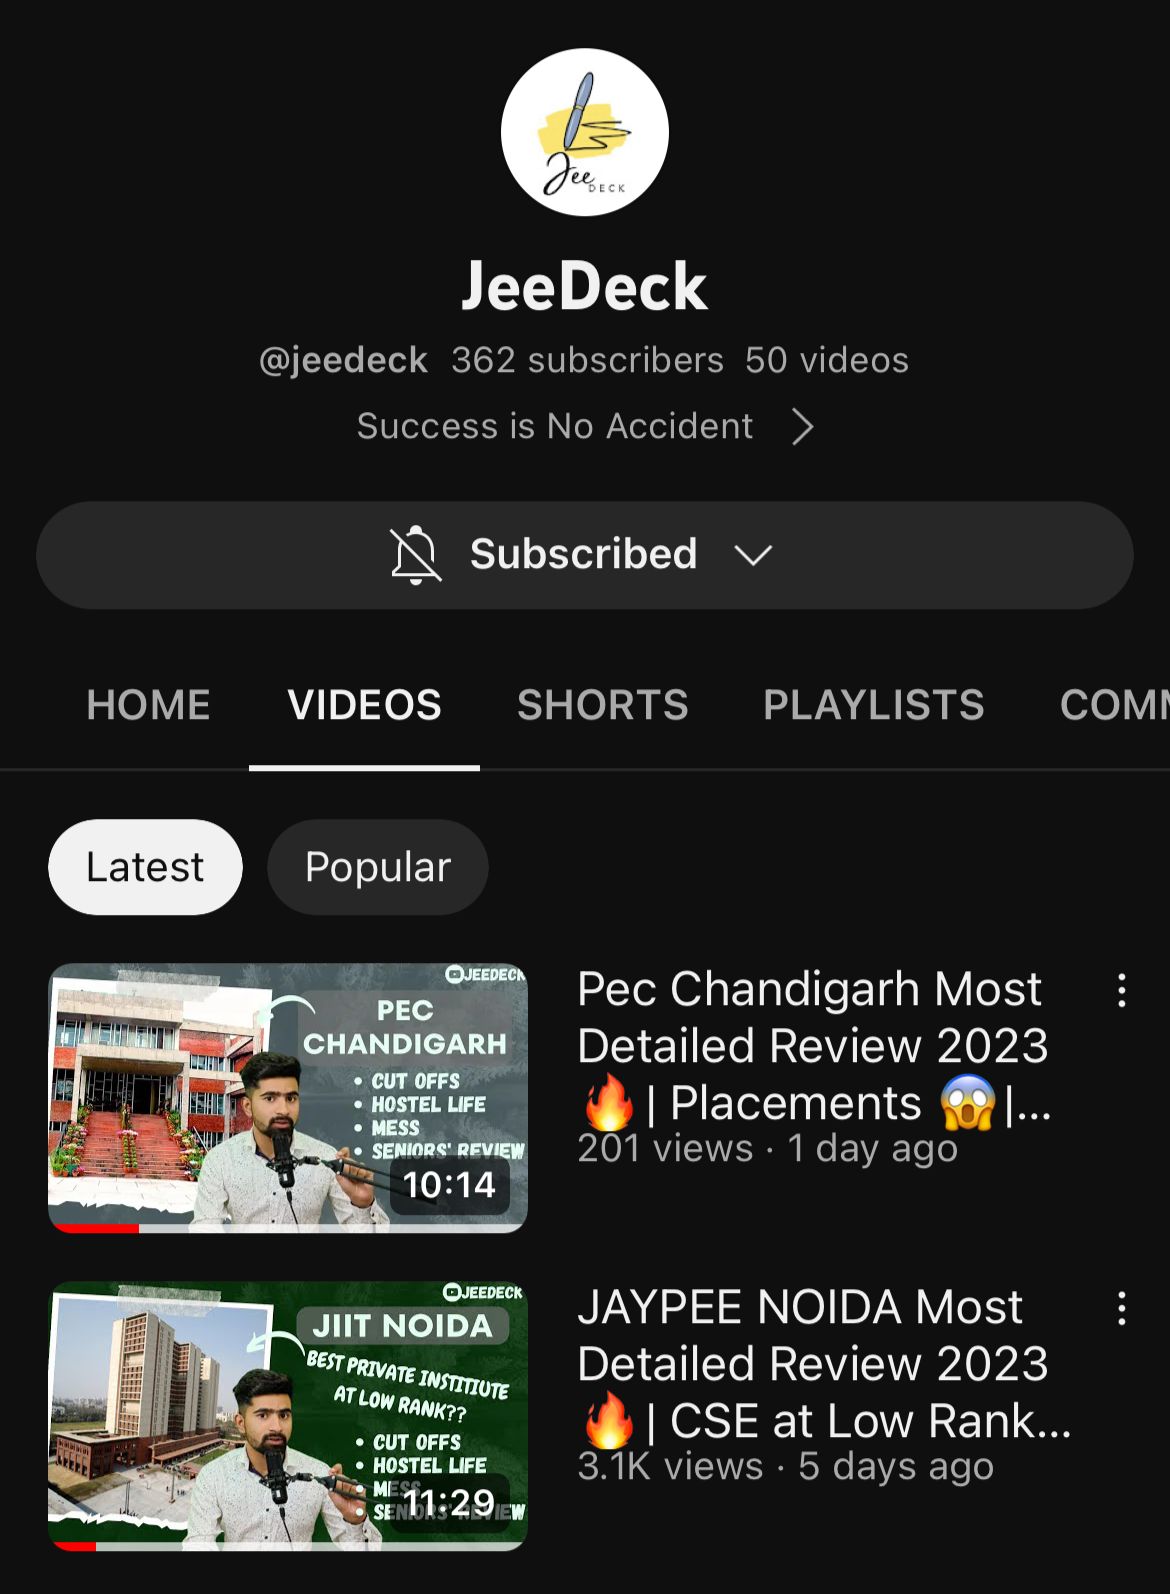 Jee
DECK
JeeDeck
@jeedeck 362 subscribers 50 videos
Success is No Accident
Subscribed
HOME VIDEOS SHORTS PLAYLISTS COMM
Latest Popular
JEEDECK
PEC
CHANDIGARH
• CUT OFFS
• HOSTEL LIFE
• MESS
• SENIORS' REVIEW
10:14
Pec Chandigarh Most
Detailed Review 2023
🔥| Placements 😱|...
201 views · 1 day ago
JEEDECK
JIIT NOIDA
BEST PRIVATE INSTITIUTE
AT LOW RANK??
• CUT OFFS
• HOSTEL LIFE
• MESS
• SENIORS' REVIEW
11:29
JAYPEE NOIDA Most
Detailed Review 2023
🔥| CSE at Low Rank...
3.1K views · 5 days ago